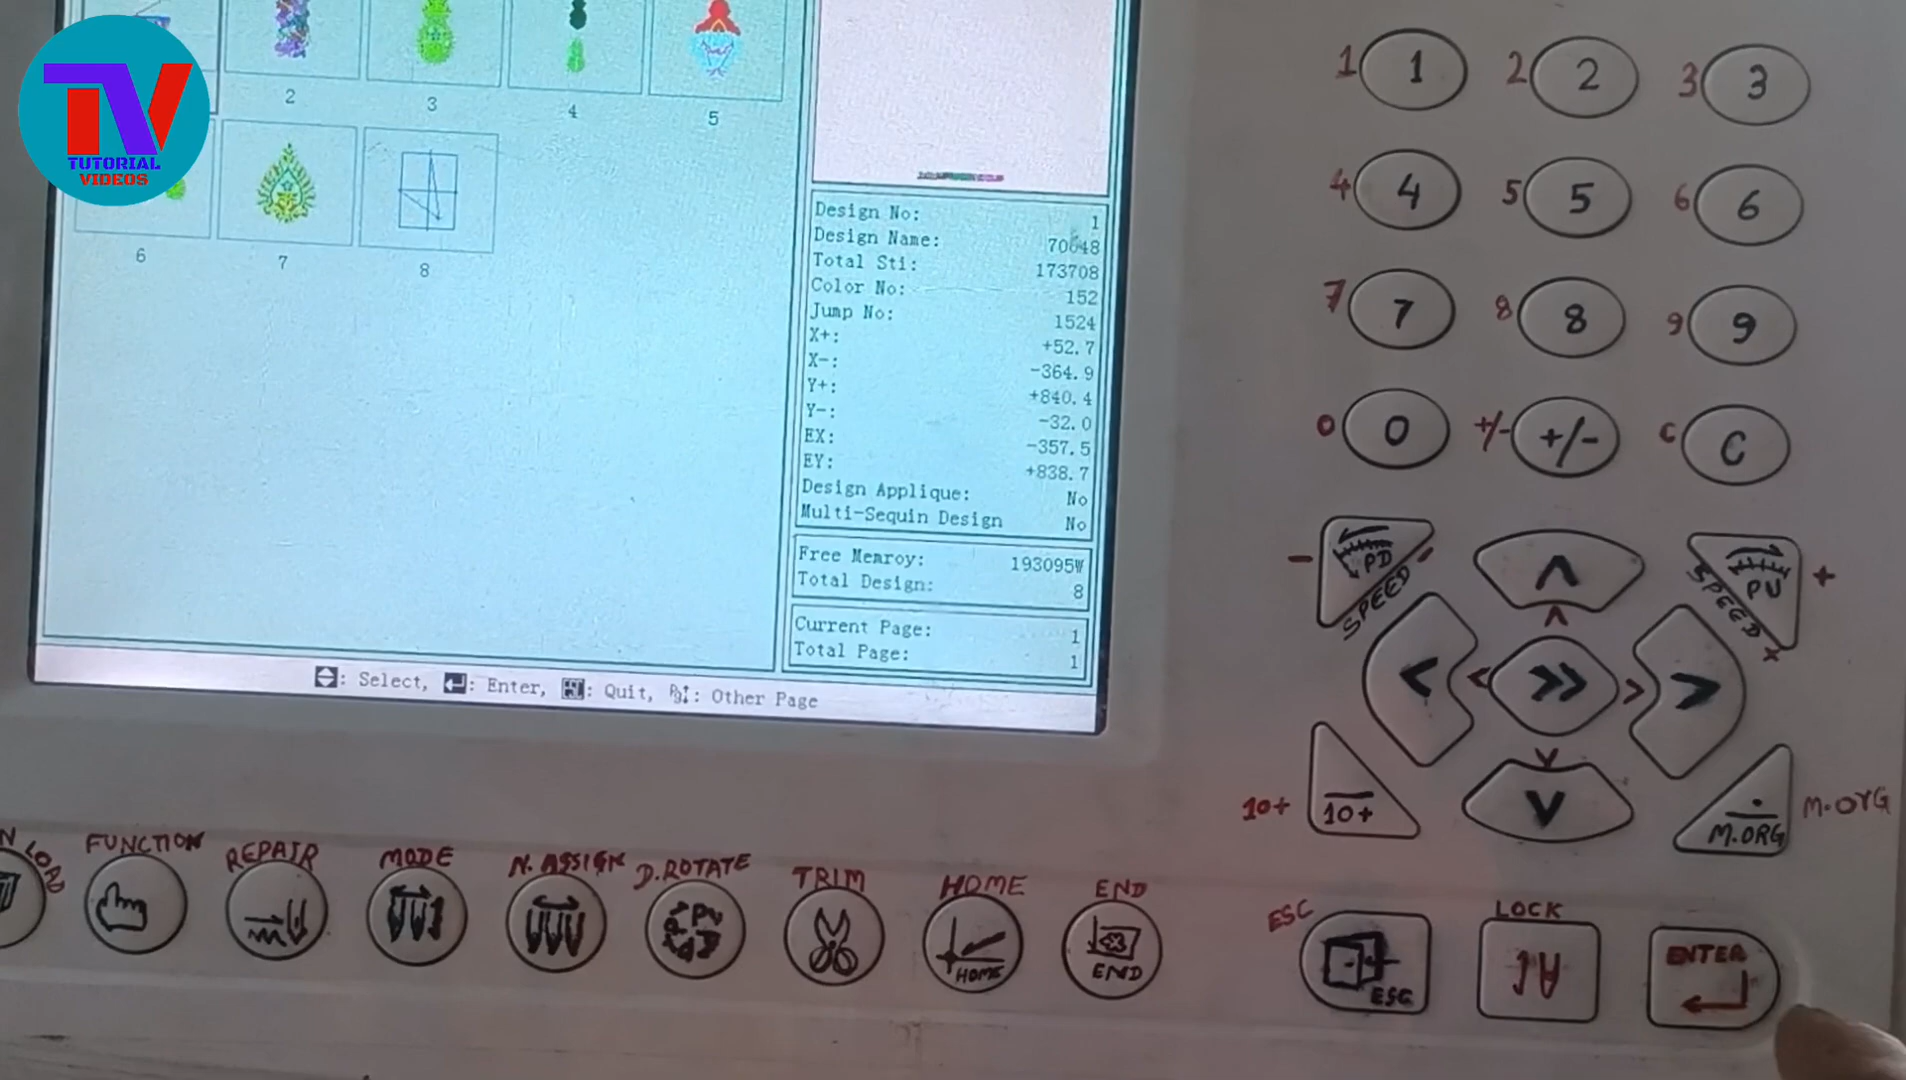 TV
TUTORIAL
VIDEOS
2
3
4
5
6
7
8
Design No: 1
Design Name: 70048
Total Sti: 173708
Color No: 152
Jump No: 1524
X+: +52.7
X-: -364.9
Y+: +840.4
Y-: -32.0
EX: -357.5
EY: +838.7
Design Applique: No
Multi-Sequin Design No
Free Memroy: 193095W
Total Design: 8
Current Page: 1
Total Page: 1
: Select, : Enter, : Quit, : Other Page
1 1 2 2 3 3
4 4 5 5 6 6
7 7 8 8 9 9
0 0 +/- +/- C C
- PD - SPEED
^ ^
PU SPEED + +
< < >> > >
10+ 10+
V V
M.ORG M.ORG
LOAD
FUNCTION
REPAIR
MODE
N. ASSIGN
D.ROTATE
TRIM
HOME
HOME
END
END
ESC
ESC
LOCK
ENTER